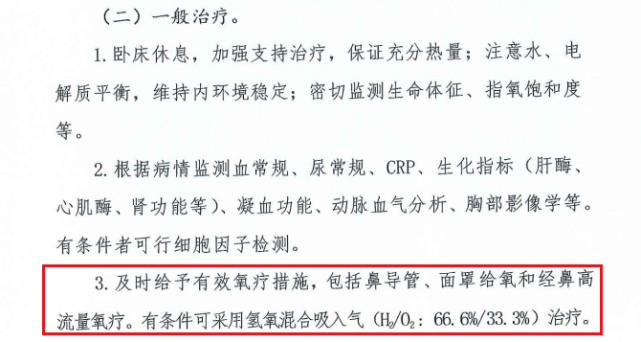 （二）一般治疗。
1.卧床休息，加强支持治疗，保证充分热量；注意水、电
解质平衡，维持内环境稳定；密切监测生命体征、指氧饱和度
等。
2.根据病情监测血常规、尿常规、CRP、生化指标（肝酶、
心肌酶、肾功能等）、凝血功能、动脉血气分析、胸部影像学等。
有条件者可行细胞因子检测。
3.及时给予有效氧疗措施，包括鼻导管、面罩给氧和经鼻高
流量氧疗。有条件可采用氢氧混合吸入气（H₂/O₂：66.6%/33.3%）治疗。